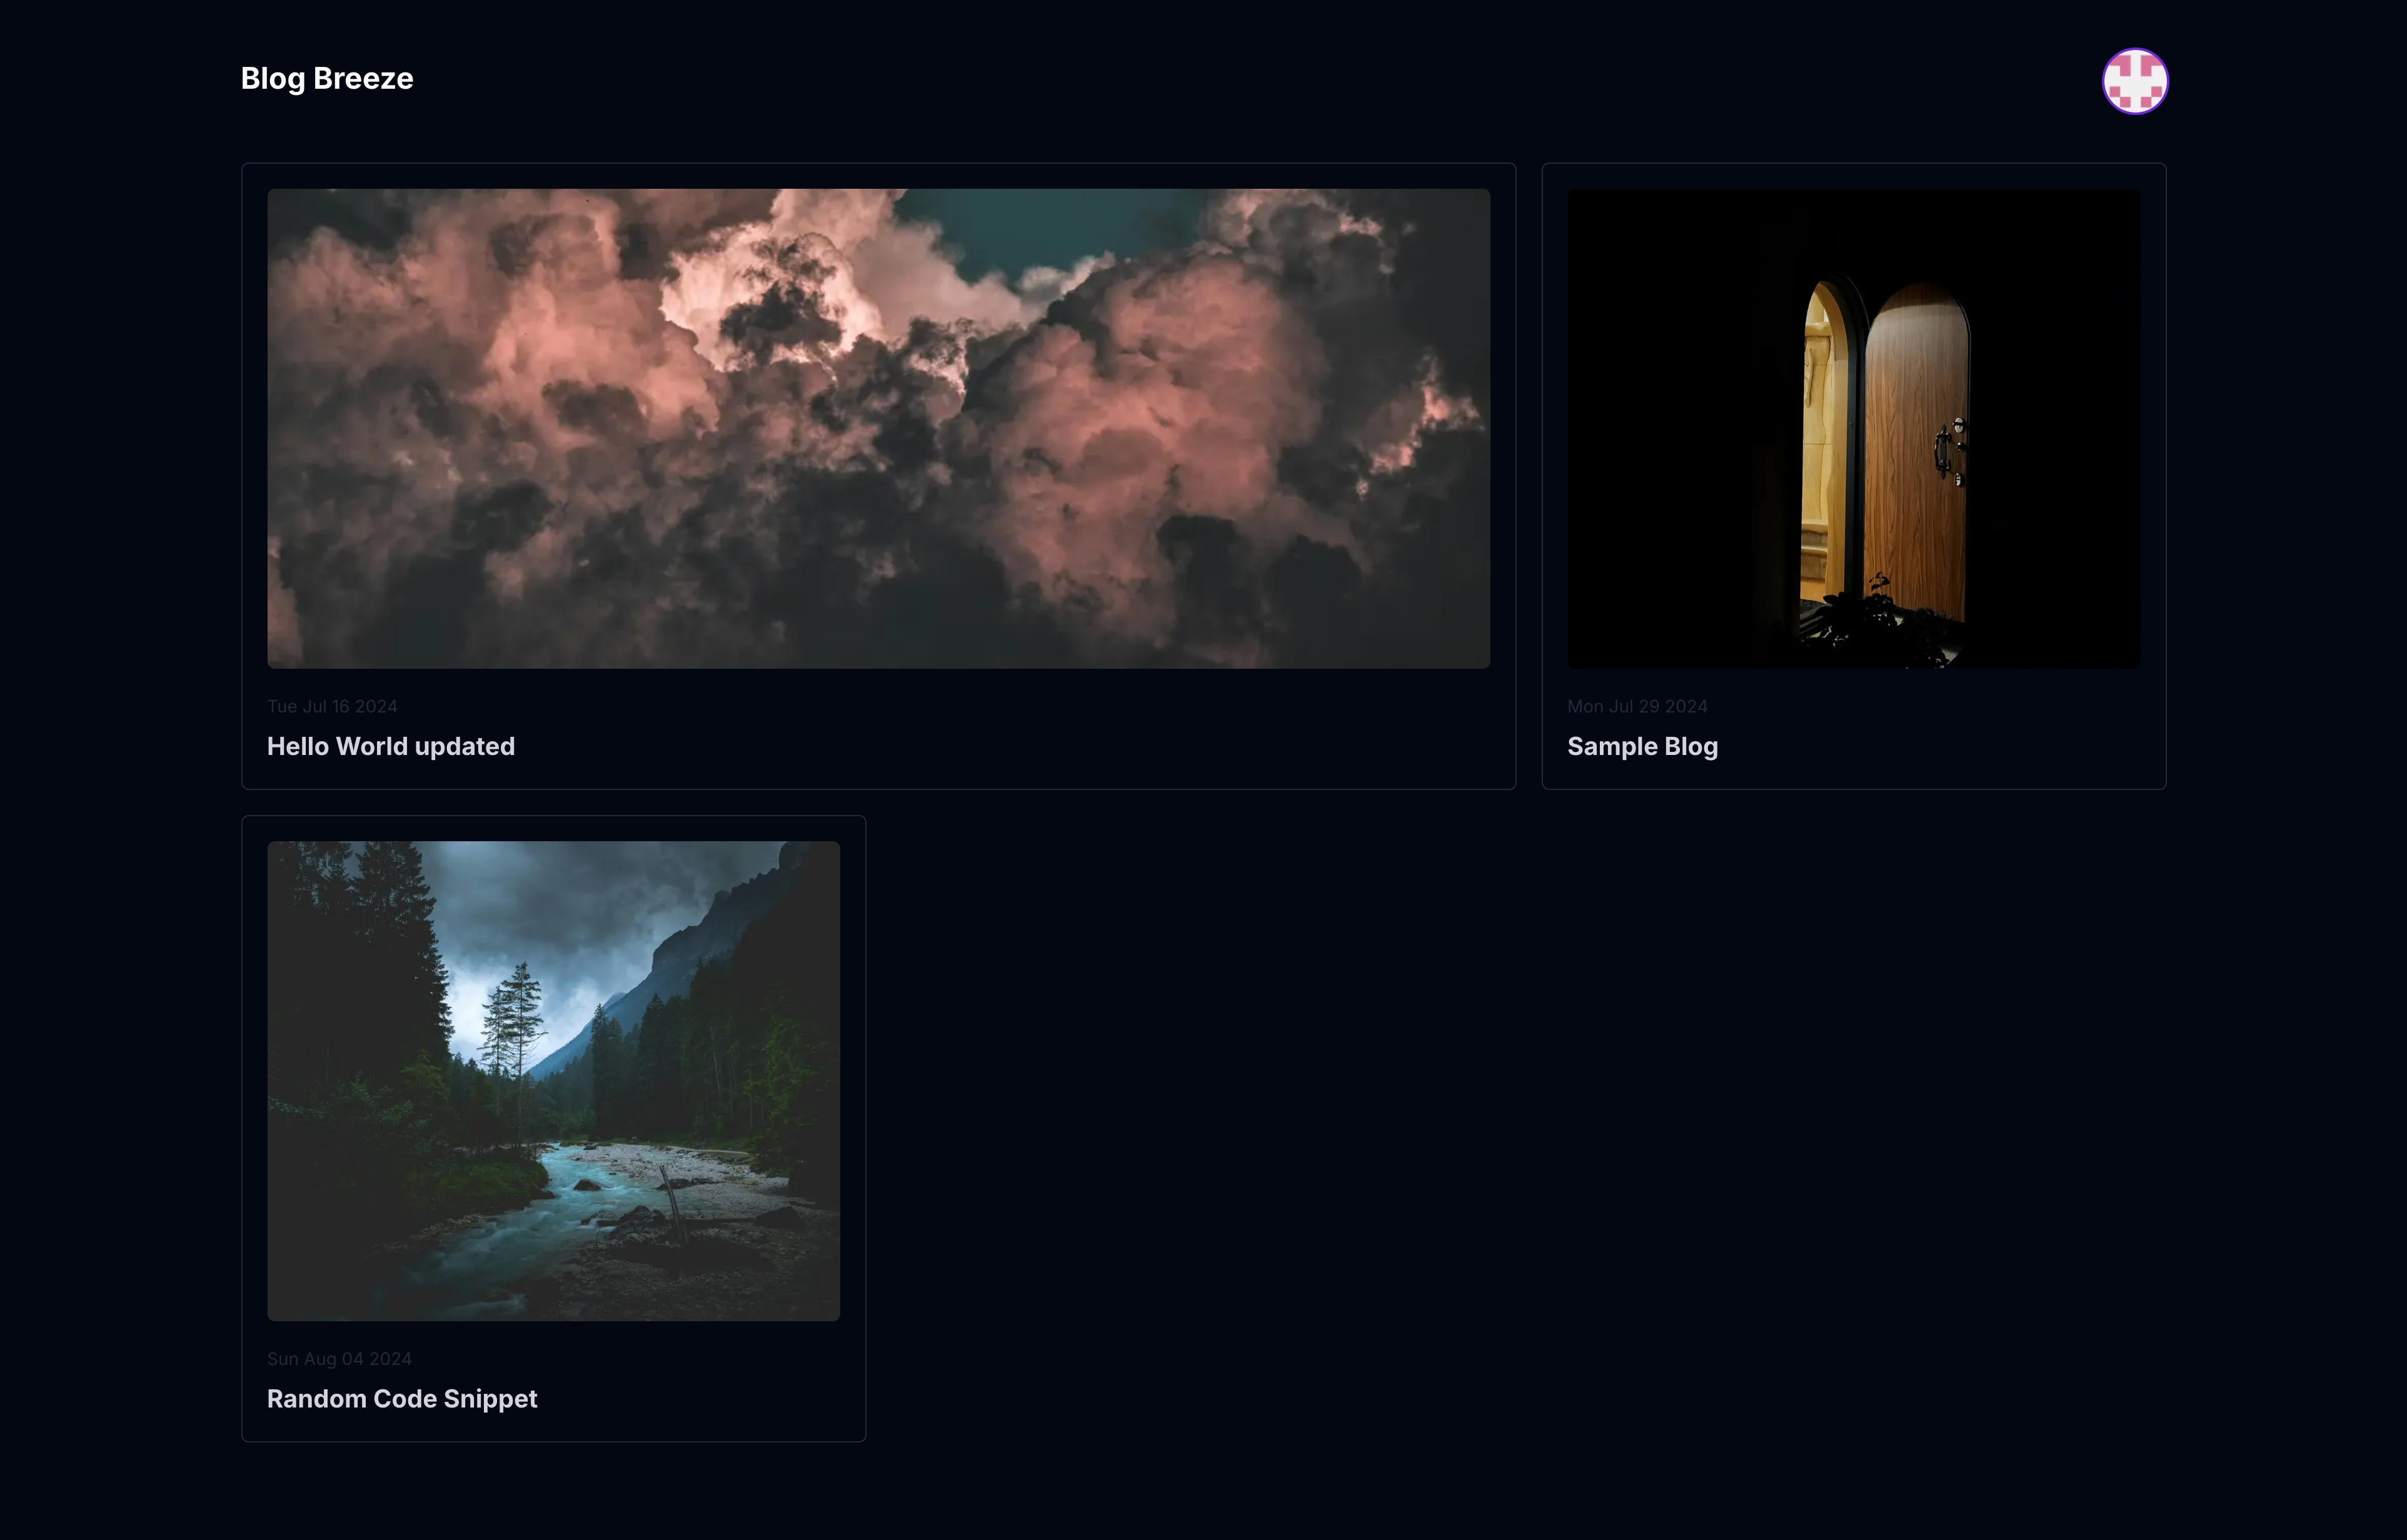 Blog Breeze
Tue Jul 16 2024
Hello World updated
Mon Jul 29 2024
Sample Blog
Sun Aug 04 2024
Random Code Snippet